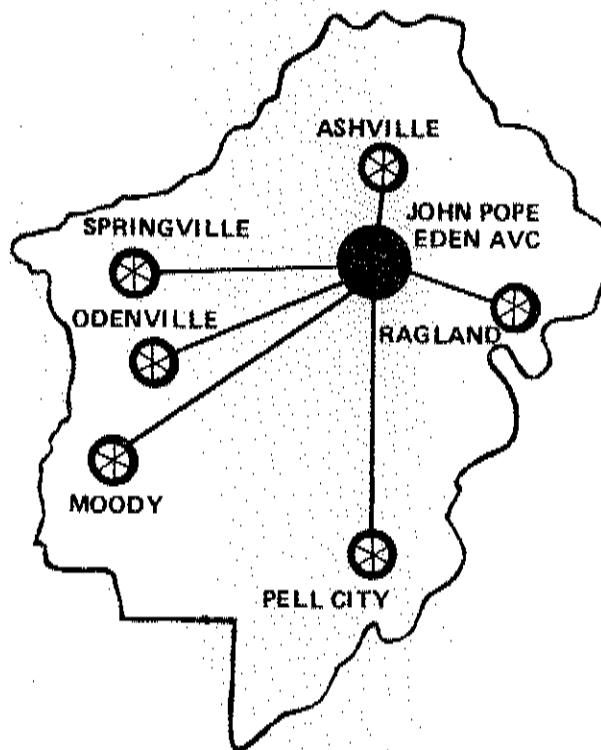 ASHVILLE
JOHN POPE
EDEN AVC
SPRINGVILLE
ODENVILLE
RAGLAND
MOODY
PELL CITY